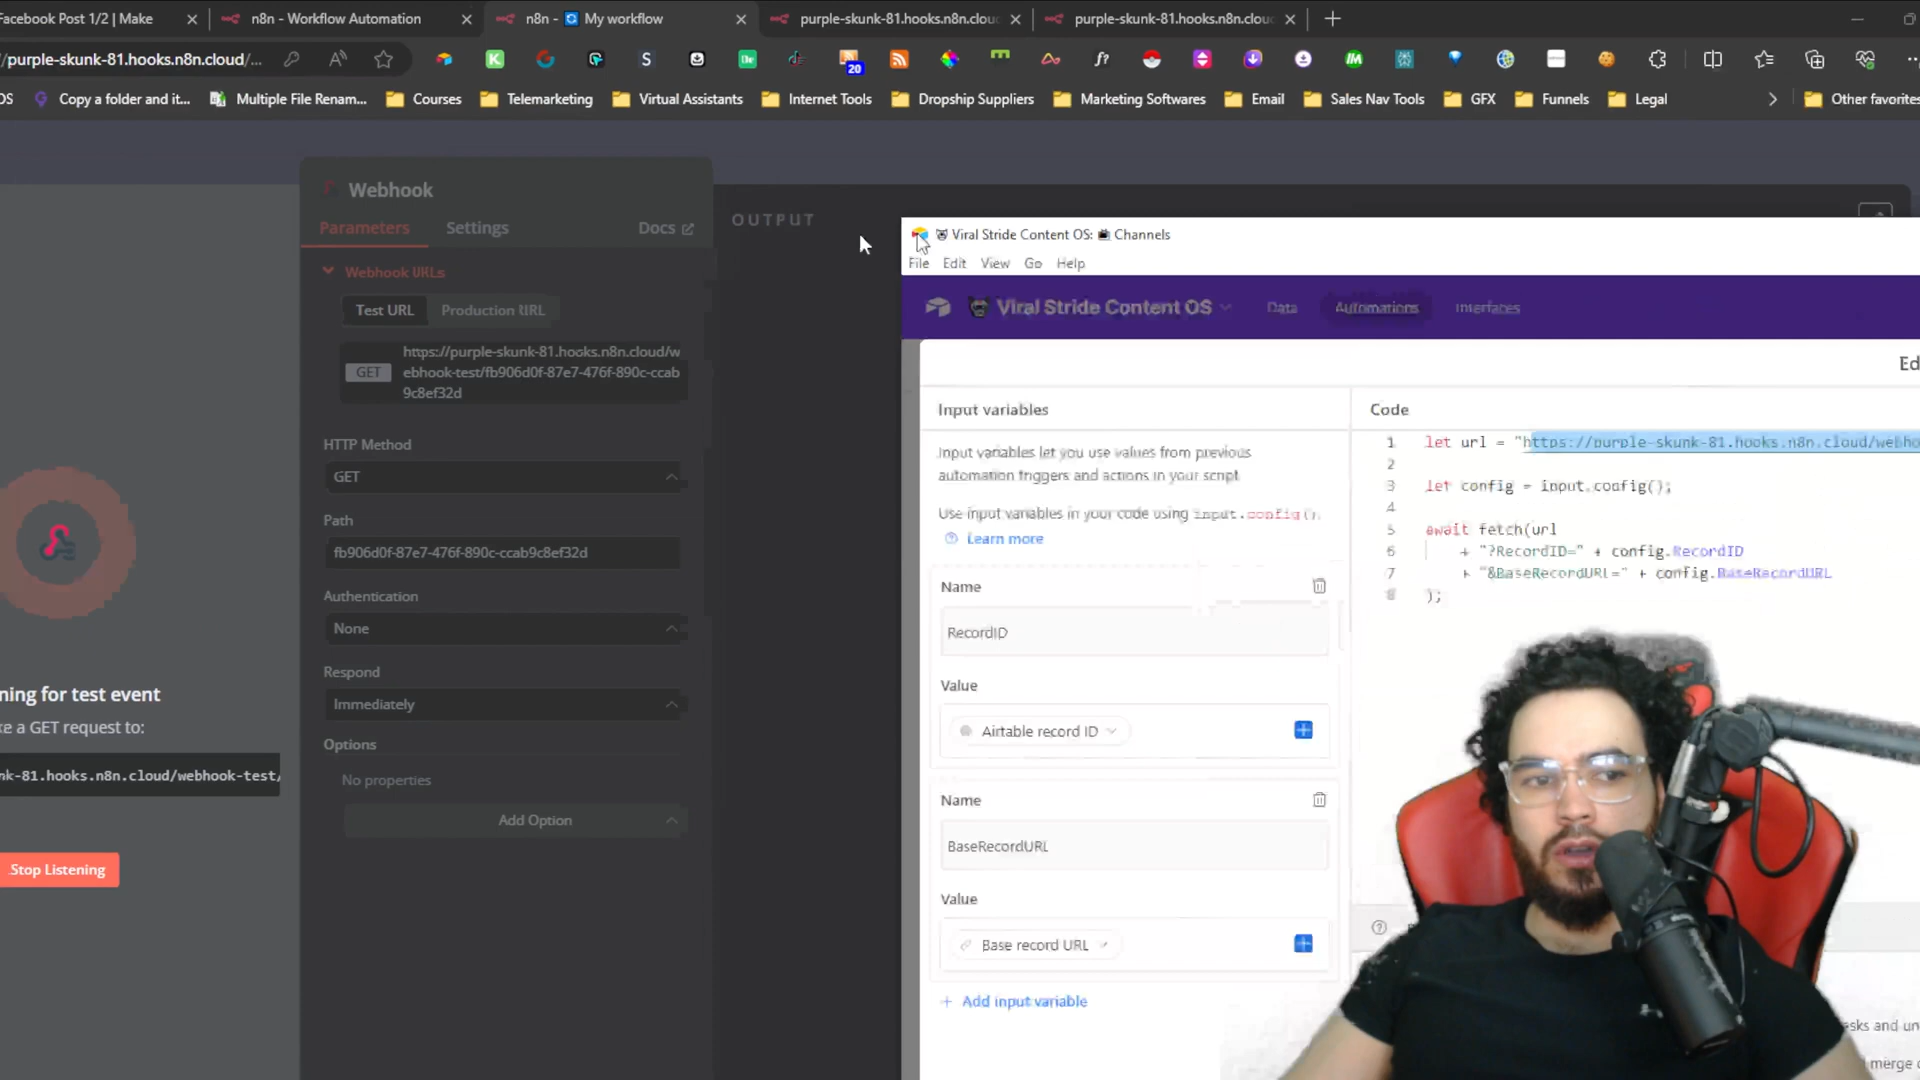 Facebook Post 1/2 | Make
n8n - Workflow Automation
n8n - My workflow
purple-skunk-81.hooks.n8n.clou
purple-skunk-81.hooks.n8n.clou
/purple-skunk-81.hooks.n8n.cloud/...
20
OS
Copy a folder and it...
Multiple File Renam...
Courses
Telemarketing
Virtual Assistants
Internet Tools
Dropship Suppliers
Marketing Softwares
Email
Sales Nav Tools
GFX
Funnels
Legal
Other favorites
Webhook
Parameters
Settings
Docs
OUTPUT
Webhook URLs
Test URL
Production URL
GET
https://purple-skunk-81.hooks.n8n.cloud/w
ebhook-test/fb906d0f-87e7-476f-890c-ccab
9c8ef32d
HTTP Method
GET
Path
fb906d0f-87e7-476f-890c-ccab9c8ef32d
Authentication
None
Respond
Immediately
Options
No properties
Add Option
ning for test event
ke a GET request to:
nk-81.hooks.n8n.cloud/webhook-test/
Stop Listening
Viral Stride Content OS: Channels
File Edit View Go Help
Viral Stride Content OS
Data
Automations
Interfaces
Ed
Input variables
Input variables let you use values from previous
automation triggers and actions in your script
Use input variables in your code using input.config().
Learn more
Name
RecordID
Value
Airtable record ID
Name
BaseRecordURL
Value
Base record URL
+ Add input variable
Code
1 let url = "https://purple-skunk-81.hooks.n8n.cloud/webho
2
3 let config = input.config();
4
5 await fetch(url
6 + "?RecordID=" + config.RecordID
7 + "&BaseRecordURL=" + config.BaseRecordURL
8 );
asks and un
merge